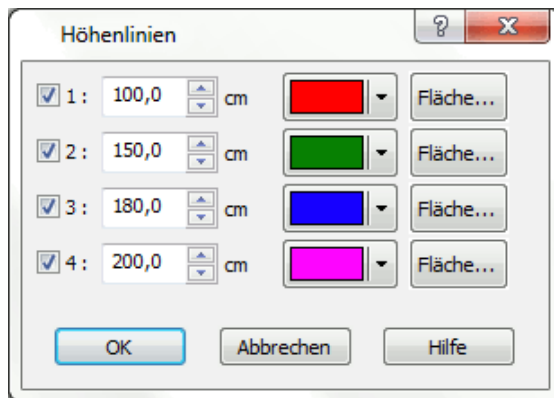 Höhenlinien ?
1: 100,0 cm Fläche...
2: 150,0 cm Fläche...
3: 180,0 cm Fläche...
4: 200,0 cm Fläche...
OK Abbrechen Hilfe